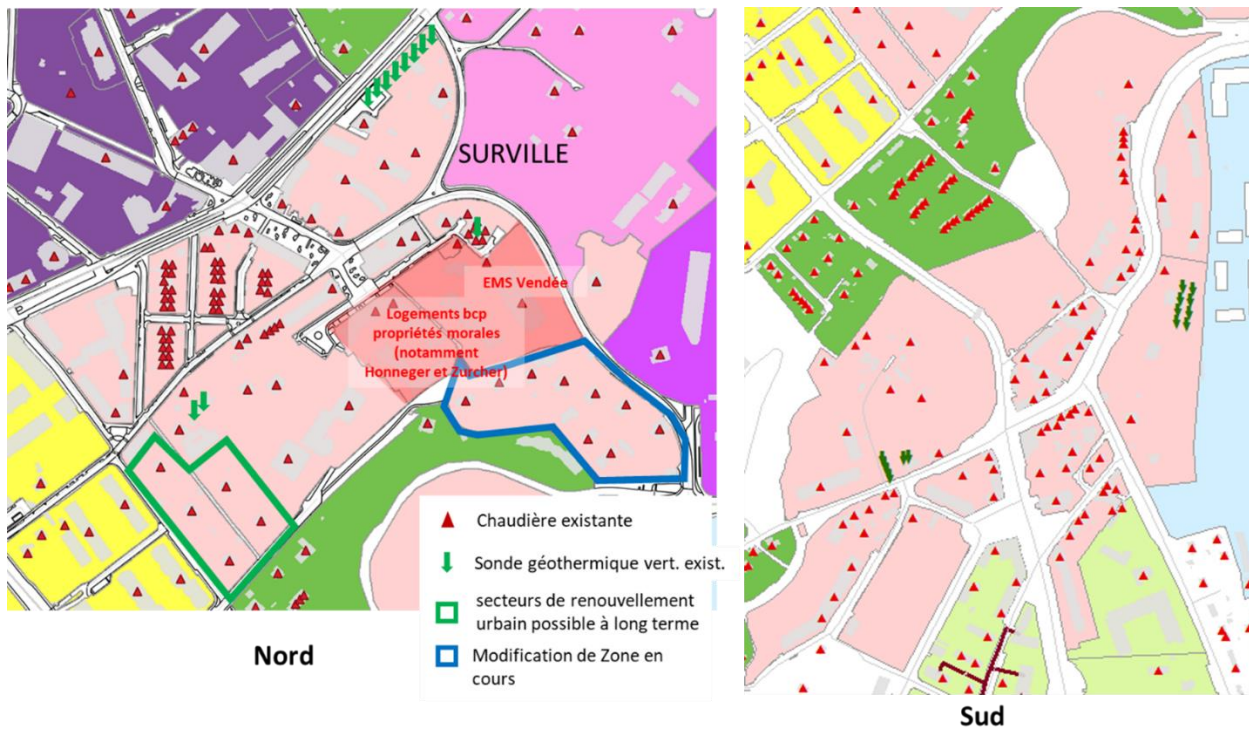 SURVILLE
EMS Vendée
Logements bcp
propriétés morales
(notamment
Honneger et Zurcher)
Chaudière existante
Sonde géothermique vert. exist.
secteurs de renouvellement
urbain possible à long terme
Modification de Zone en
cours
Nord
Sud